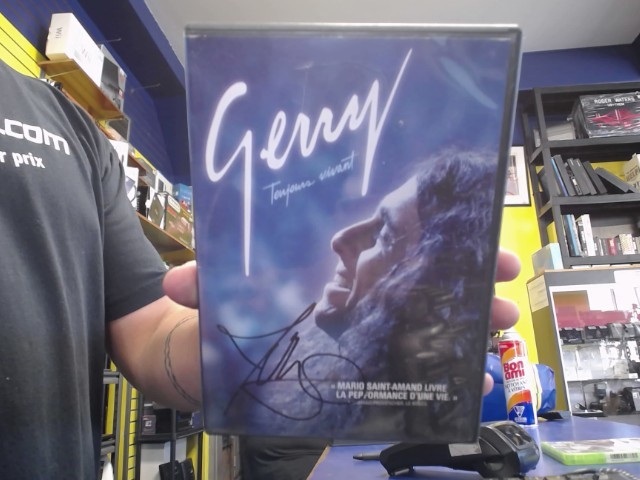 Gerry
Toujours vivant
« MARIO SAINT-AMAND LIVRE
LA PERFORMANCE D'UNE VIE. »
.com
r prix
ROGER WATERS
Bon
ami